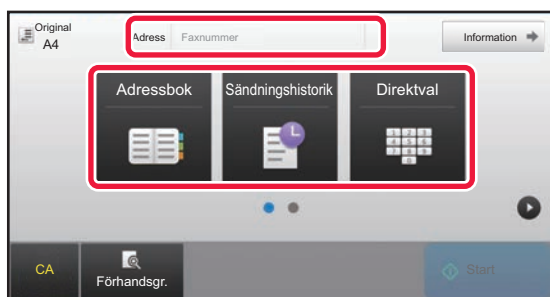 Original
A4
Adress Faxnummer
Information
Adressbok
Sändningshistorik
Direktval
CA
Förhandsgr.
Start